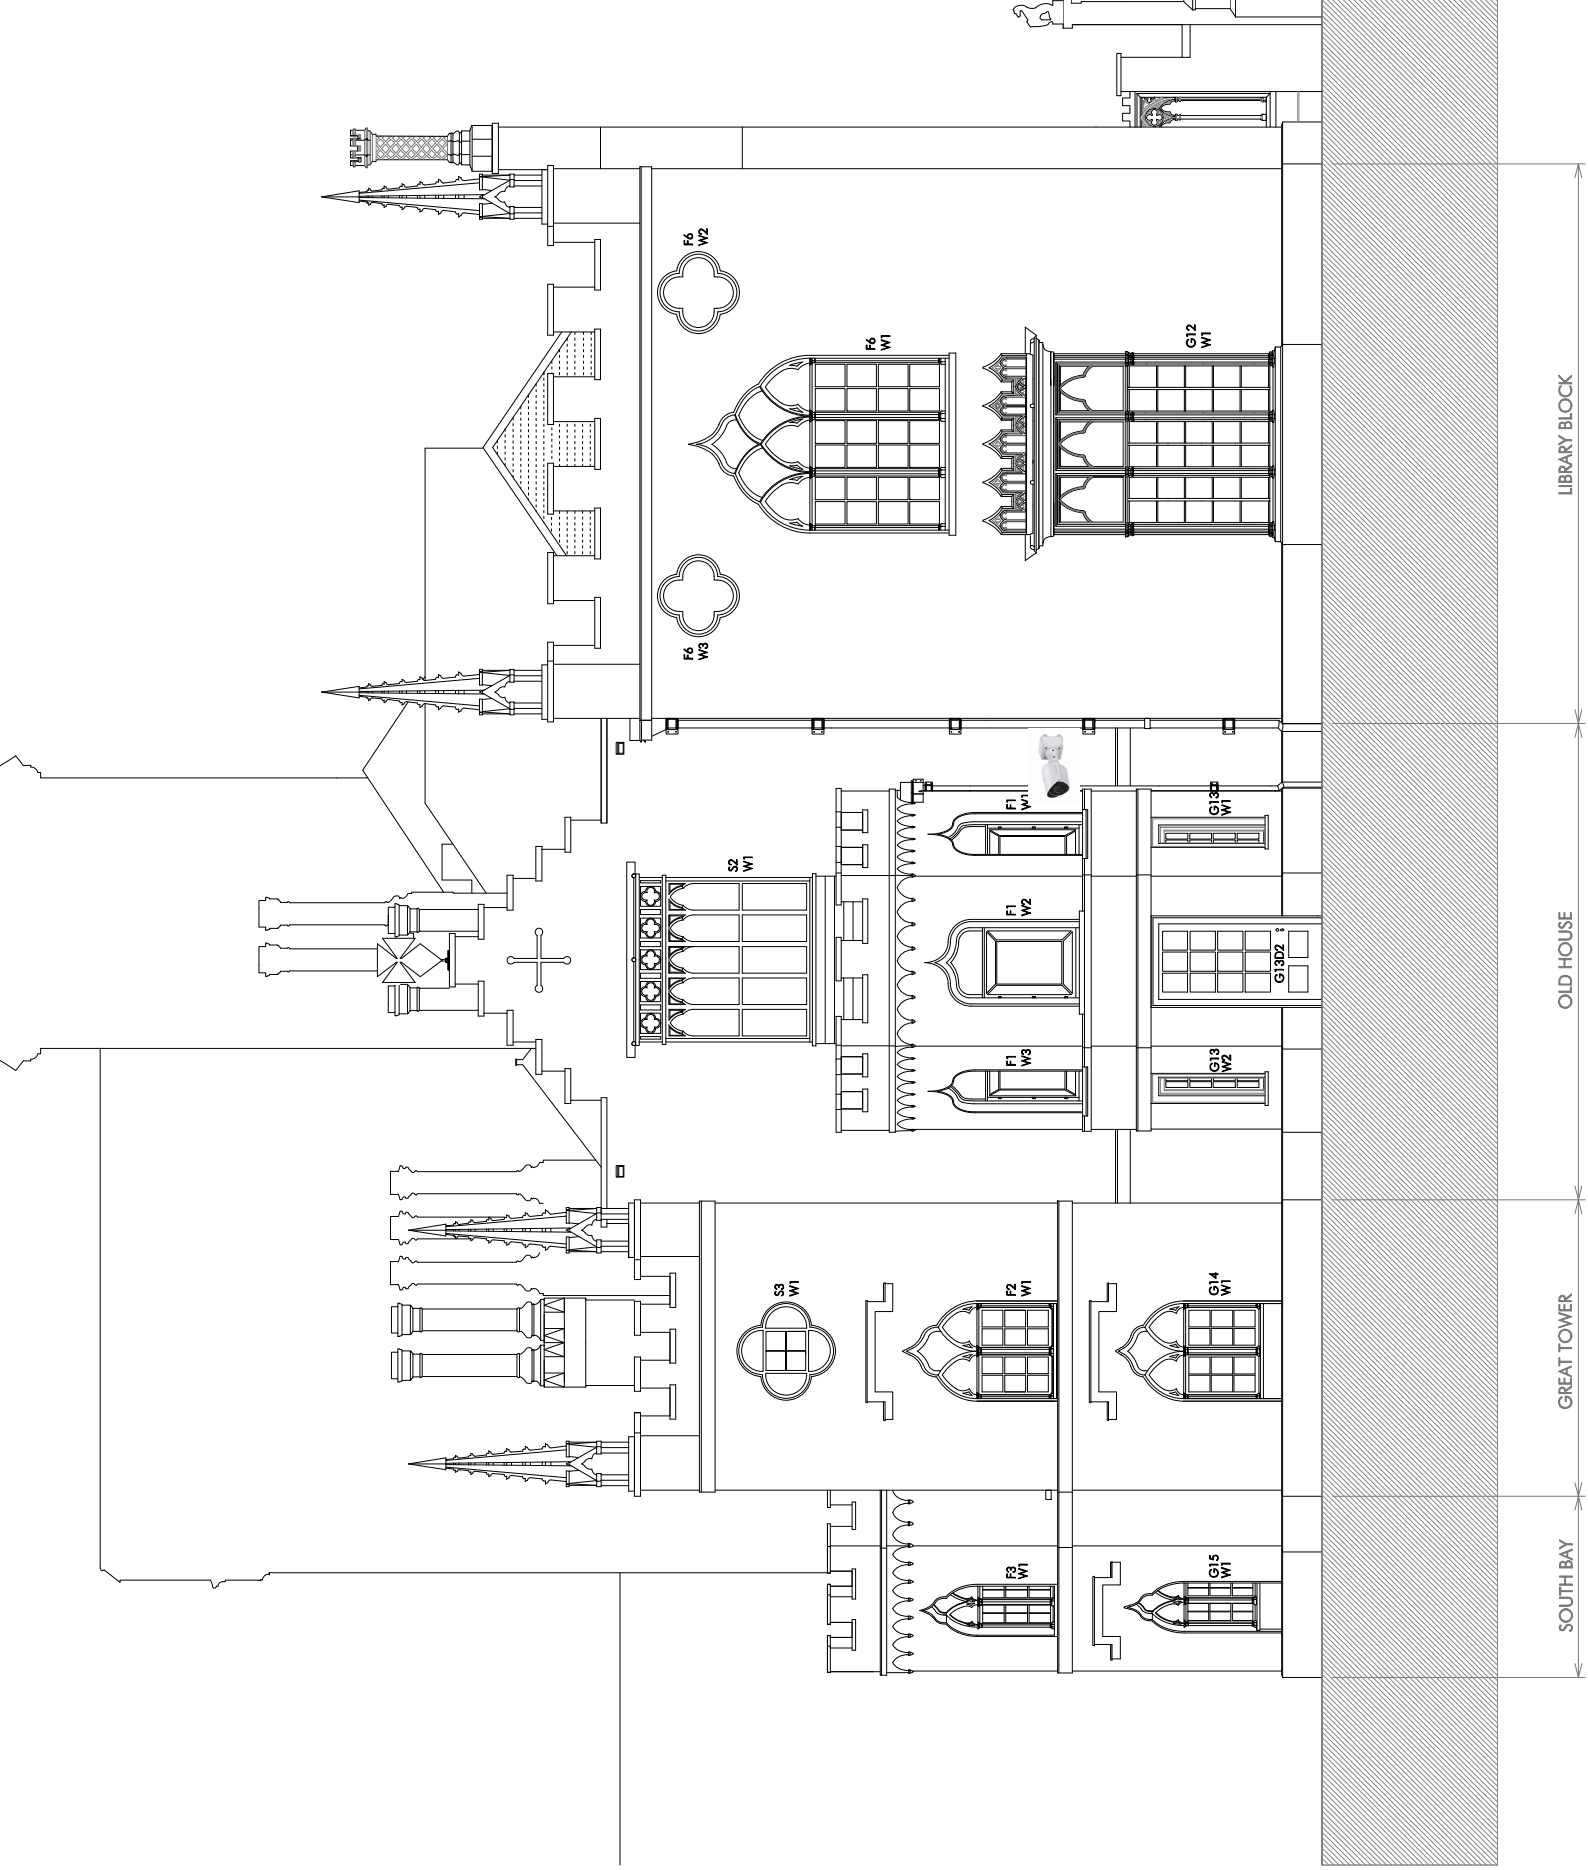 F6
W2
F6
W1
G12
W1
F6
W3
S2
W1
F1
W1
F1
W2
F1
W3
G13
W1
G13D2
G13
W2
S3
W1
F2
W1
G14
W1
F3
W1
G15
W1
SOUTH BAY
GREAT TOWER
OLD HOUSE
LIBRARY BLOCK